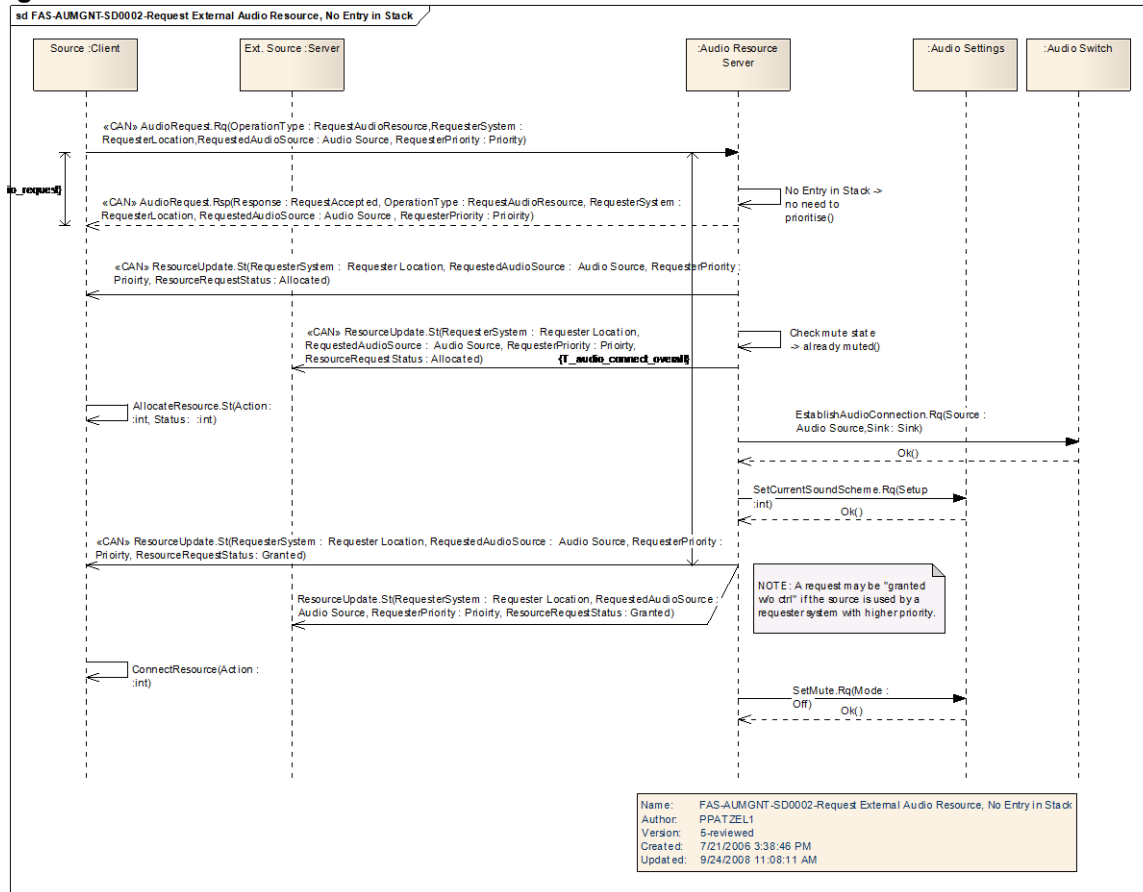 sd FAS-AUMGNT-SD0002-Request External Audio Resource, No Entry in Stack
Source :Client
Ext. Source :Server
:Audio Resource
Server
:Audio Settings
:Audio Switch
«CAN» AudioRequest.Rq(OperationType : RequestAudioResource,RequesterSystem :
RequesterLocation,RequestedAudioSource : Audio Source, RequesterPriority : Priority)
io_request}
No Entry in Stack ->
no need to
prioritise()
«CAN» AudioRequest.Rsp(Response : RequestAccepted, OperationType : RequestAudioResource, RequesterSystem :
RequesterLocation, RequestedAudioSource : Audio Source , RequesterPriority : Prioirity)
«CAN» ResourceUpdate.St(RequesterSystem : Requester Location, RequestedAudioSource : Audio Source, RequesterPriority :
Prioirty, ResourceRequestStatus : Allocated)
«CAN» ResourceUpdate.St(RequesterSystem : Requester Location,
RequestedAudioSource : Audio Source, RequesterPriority : Prioirty,
ResourceRequestStatus : Allocated)
{T_audio_connect_overall}
Check mute state
-> already muted()
AllocateResource.St(Action :
:int, Status : :int)
EstablishAudioConnection.Rq(Source :
Audio Source,Sink : Sink)
Ok()
SetCurrentSoundScheme.Rq(Setup
:int)
Ok()
«CAN» ResourceUpdate.St(RequesterSystem : Requester Location, RequestedAudioSource : Audio Source, RequesterPriority :
Prioirty, ResourceRequestStatus : Granted)
NOTE: A request may be "granted
w/o ctrl" if the source is used by a
requester system with higher priority.
ResourceUpdate.St(RequesterSystem : Requester Location, RequestedAudioSource :
Audio Source, RequesterPriority : Prioirty, ResourceRequestStatus : Granted)
ConnectResource(Action :
:int)
SetMute.Rq(Mode :
Off)
Ok()
Name: FAS-AUMGNT-SD0002-Request External Audio Resource, No Entry in Stack
Author: PPATZEL1
Version: 5-reviewed
Created: 7/21/2006 3:38:46 PM
Updated: 9/24/2008 11:08:11 AM